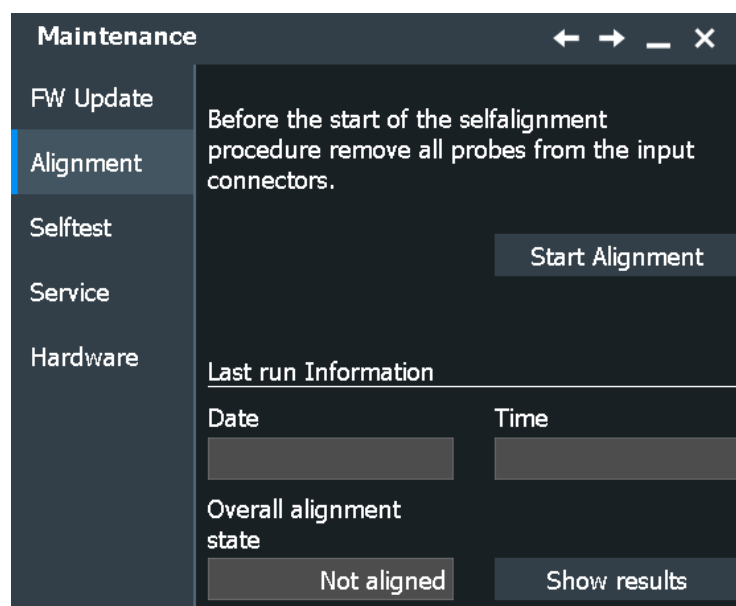 Maintenance
FW Update
Alignment
Selftest
Service
Hardware
Before the start of the selfalignment
procedure remove all probes from the input
connectors.
Start Alignment
Last run Information
Date
Time
Overall alignment
state
Not aligned
Show results